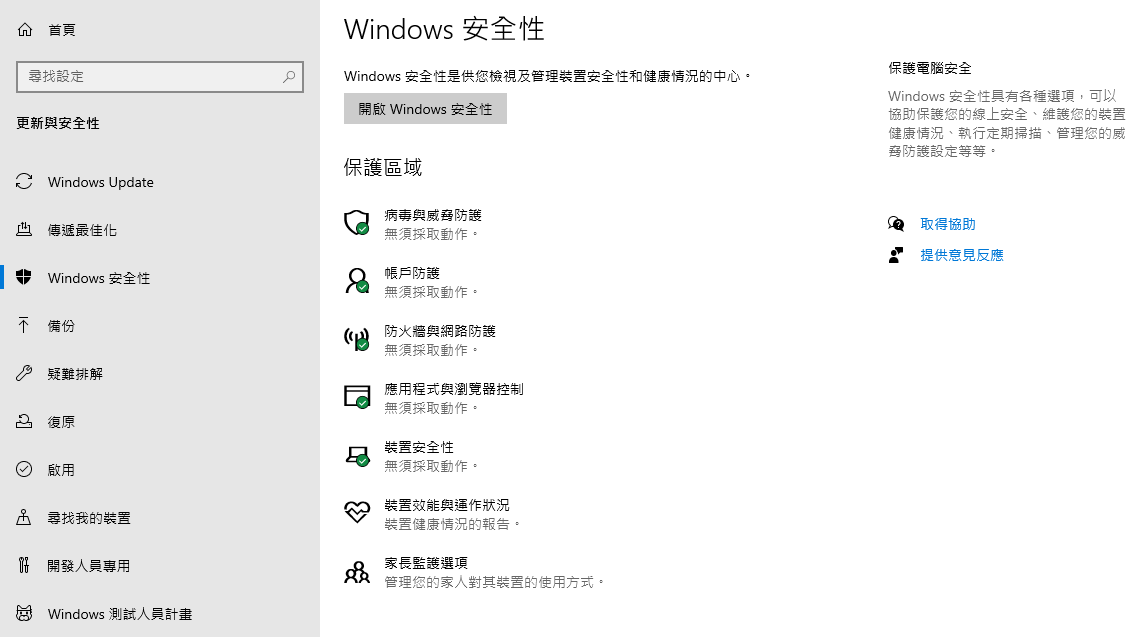 首頁
尋找設定
更新與安全性
Windows Update
傳遞最佳化
Windows 安全性
備份
疑難排解
復原
啟用
尋找我的裝置
開發人員專用
Windows 測試人員計畫
Windows 安全性
Windows 安全性是供您檢視及管理裝置安全性和健康情況的中心。
開啟 Windows 安全性
保護區域
病毒與威脅防護
無須採取動作。
帳戶防護
無須採取動作。
防火牆與網路防護
無須採取動作。
應用程式與瀏覽器控制
無須採取動作。
裝置安全性
無須採取動作。
裝置效能與運作狀況
裝置健康情況的報告。
家長監護選項
管理您的家人對其裝置的使用方式。
保護電腦安全
Windows 安全性具有各種選項，可以
協助保護您的線上安全、維護您的裝置
健康情況、執行定期掃描、管理您的威
脅防護設定等等。
取得協助
提供意見反應